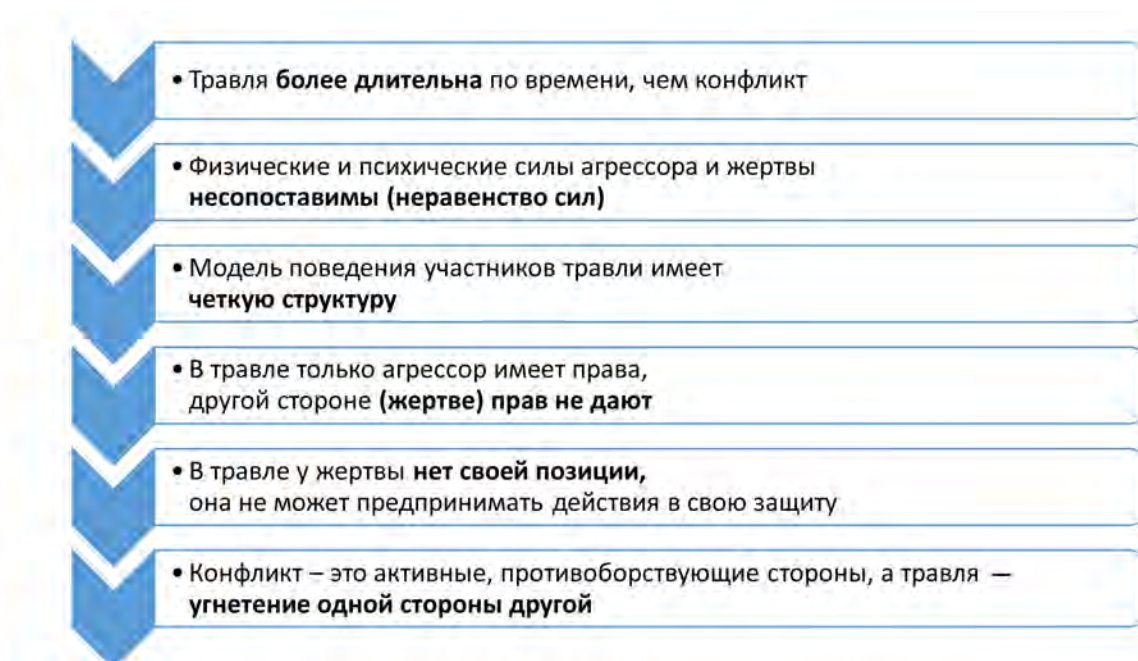 • Травля более длительна по времени, чем конфликт
• Физические и психические силы агрессора и жертвы
несопоставимы (неравенство сил)
• Модель поведения участников травли имеет
четкую структуру
• В травле только агрессор имеет права,
другой стороне (жертве) прав не дают
• В травле у жертвы нет своей позиции,
она не может предпринимать действия в свою защиту
• Конфликт – это активные, противоборствующие стороны, а травля —
угнетение одной стороны другой